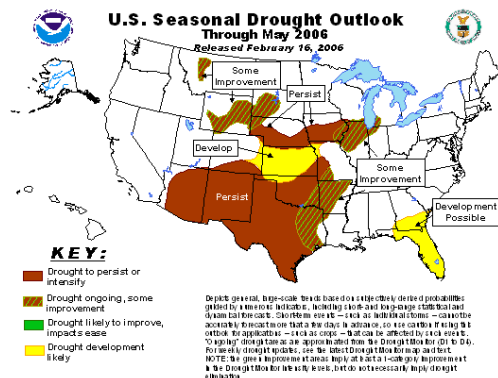 U.S. Seasonal Drought Outlook
Through May 2006
Released February 16, 2006
Some
Improvement
Persist
Develop
Some
Improvement
Persist
Development
Possible
KEY:
Drought to persist or
intensify
Drought ongoing, some
improvement
Drought likely to improve,
impacts ease
Drought development
likely
Depicts general, large-scale trends based on subjectively derived probabilities
guided by numerous indicators, including short- and long-range statistical and
dynamical forecasts. Short-term events -- such as individual storms -- cannot be
accurately forecast more than a few days in advance, so use caution if using this
outlook for applications -- such as crops -- that can be affected by such events.
"Ongoing" drought areas are approximated from the Drought Monitor (D1 to D4).
For weekly drought updates, see the latest Drought Monitor map and text.
NOTE: the green improvement areas imply at least a 1-category improvement
in the Drought Monitor intensity levels, but do not necessarily imply drought
elimination.